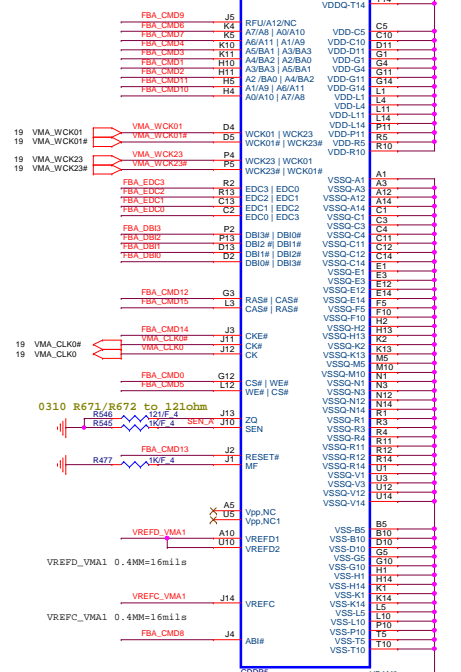 VDDQ-T14 T14
FBA_CMD9 J5 RFU/A12/NC
FBA_CMD6 K4 A7/A8 | A0/A10 VDD-C5 C5
FBA_CMD7 K5 A6/A11 | A1/A9 VDD-C10 C10
FBA_CMD4 K10 A5/BA1 | A3/BA3 VDD-D11 D11
FBA_CMD3 K11 A4/BA2 | A2/BA0 VDD-G1 G1
FBA_CMD1 H10 A3/BA3 | A5/BA1 VDD-G4 G4
FBA_CMD2 H11 A2 /BA0 | A4/BA2 VDD-G11 G11
FBA_CMD11 H5 A1/A9 | A6/A11 VDD-G14 G14
FBA_CMD10 H4 A0/A10 | A7/A8 VDD-L1 L1
VDD-L4 L4
VDD-L11 L11
VDD-L14 L14
19 VMA_WCK01 VMA_WCK01 D4 WCK01 | WCK23 VDD-P11 P11
19 VMA_WCK01# VMA_WCK01# D5 WCK01# | WCK23# VDD-R5 R5
VDD-R10 R10
19 VMA_WCK23 VMA_WCK23 P4 WCK23 | WCK01
19 VMA_WCK23# VMA_WCK23# P5 WCK23# | WCK01#
VSSQ-A1 A1
FBA_EDC3 R2 EDC3 | EDC0 VSSQ-A3 A3
FBA_EDC2 R13 EDC2 | EDC1 VSSQ-A12 A12
FBA_EDC1 C13 EDC1 | EDC2 VSSQ-A14 A14
FBA_EDC0 C2 EDC0 | EDC3 VSSQ-C1 C1
VSSQ-C3 C3
FBA_DBI3 P2 DBI3# | DBI0# VSSQ-C4 C4
FBA_DBI2 P13 DBI2 # | DBI1# VSSQ-C11 C11
FBA_DBI1 D13 DBI1# | DBI2# VSSQ-C12 C12
FBA_DBI0 D2 DBI0# | DBI3# VSSQ-C14 C14
VSSQ-E1 E1
VSSQ-E3 E3
VSSQ-E12 E12
FBA_CMD12 G3 RAS# | CAS# VSSQ-E14 E14
FBA_CMD15 L3 CAS# | RAS# VSSQ-F5 F5
VSSQ-F10 F10
VSSQ-H2 H2
FBA_CMD14 J3 CKE# VSSQ-H13 H13
19 VMA_CLK0# VMA_CLK0# J11 CK# VSSQ-K2 K2
19 VMA_CLK0 VMA_CLK0 J12 CK VSSQ-K13 K13
VSSQ-M5 M5
VSSQ-M10 M10
FBA_CMD0 G12 CS# | WE# VSSQ-N1 N1
FBA_CMD5 L12 WE# | CS# VSSQ-N3 N3
VSSQ-N12 N12
0310 R671/R672 to 121ohm VSSQ-N14 N14
R546 121/F_4 J13 ZQ VSSQ-R1 R1
R545 1K/F_4 J10 SEN VSSQ-R3 R3
VSSQ-R4 R4
VSSQ-R11 R11
FBA_CMD13 J2 RESET# VSSQ-R12 R12
R477 1K/F_4 J1 MF VSSQ-R14 R14
VSSQ-U1 U1
VSSQ-V3 U3
VSSQ-V12 U12
VSSQ-V14 U14
A5 Vpp,NC
U5 Vpp,NC1
VSS-B5 B5
VREFD_VMA1 A10 VREFD1 VSS-B10 B10
U10 VREFD2 VSS-D10 D10
VSS-G5 G5
VREFD_VMA1 0.4MM=16mils VSS-G10 G10
VSS-H1 H1
VSS-H14 H14
VSS-K1 K1
VREFC_VMA1 J14 VREFC VSS-K14 K14
VSS-L5 L5
VREFC_VMA1 0.4MM=16mils VSS-L10 L10
VSS-P10 P10
FBA_CMD8 J4 ABI# VSS-T5 T5
VSS-T10 T10